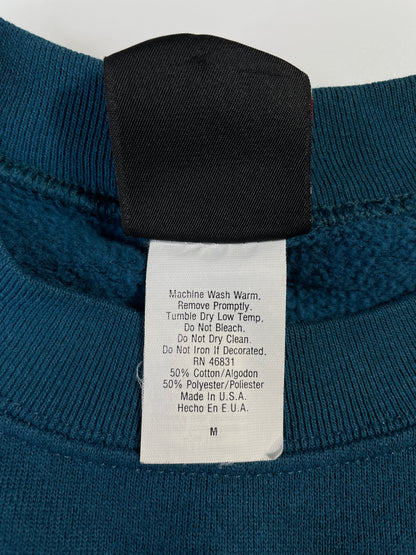 Machine Wash Warm.
Remove Promptly.
Tumble Dry Low Temp.
Do Not Bleach.
Do Not Dry Clean.
Do Not Iron If Decorated.
RN 46831
50% Cotton/Algodon
50% Polyester/Poliester
Made In U.S.A.
Hecho En E.U.A.
M